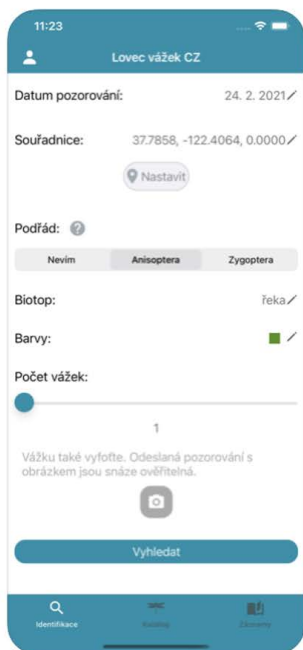 11:23
Lovec vážek CZ
Datum pozorování: 24. 2. 2021
Souřadnice: 37.7858, -122.4064, 0.0000
Nastavit
Podřád: ?
Nevím Anisoptera Zygoptera
Biotop: řeka
Barvy:
Počet vážek:
1
Vážku také vyfoťte. Odeslaná pozorování s
obrázkem jsou snáze ověřitelná.
Vyhledat
Identifikace Katalog Záznamy